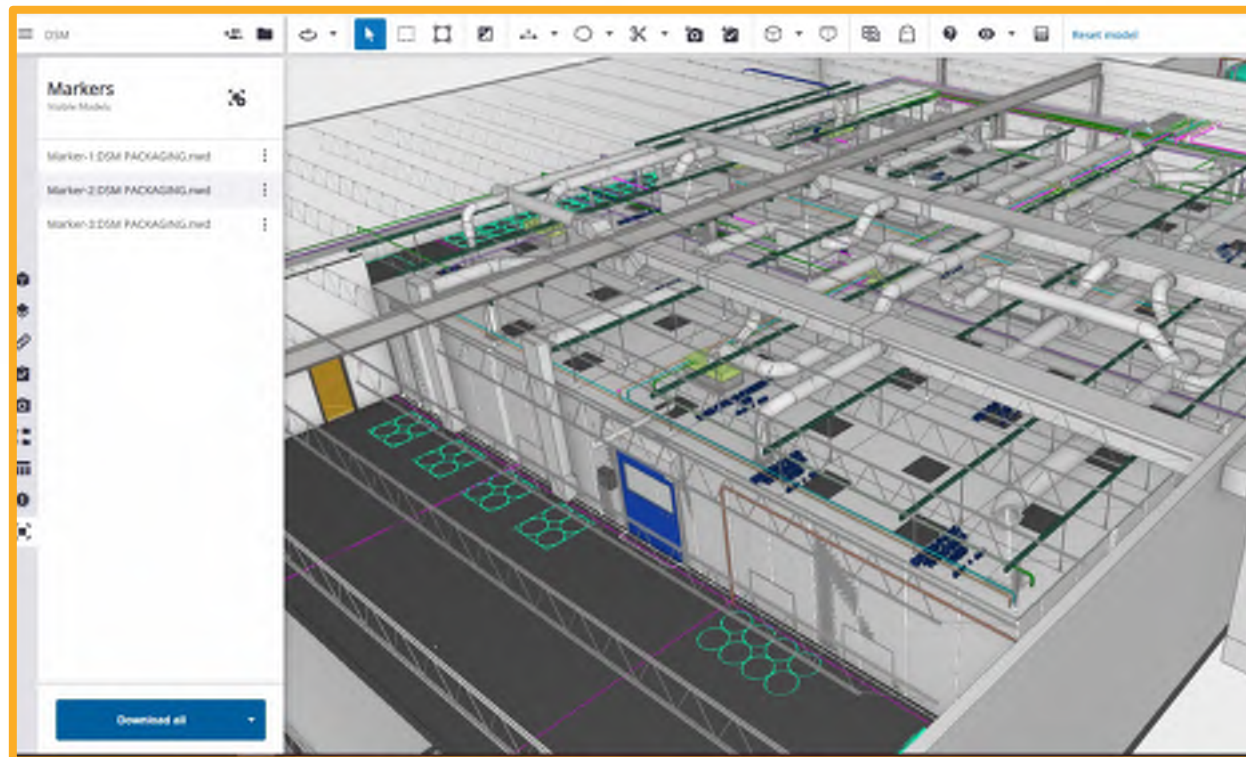 DSM
Reset model
Markers
Visible Models
Marker-1:DSM PACKAGING.nwd
Marker-2:DSM PACKAGING.nwd
Marker-3:DSM PACKAGING.nwd
Download all